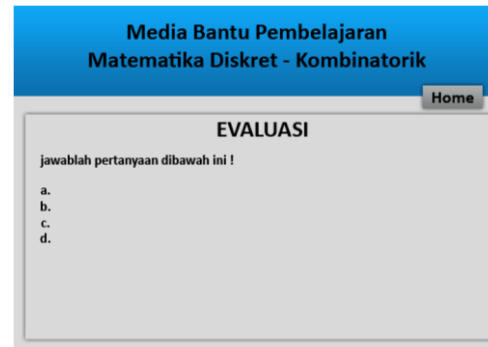 Media Bantu Pembelajaran
Matematika Diskret - Kombinatorik
Home
EVALUASI
jawablah pertanyaan dibawah ini !
a.
b.
c.
d.